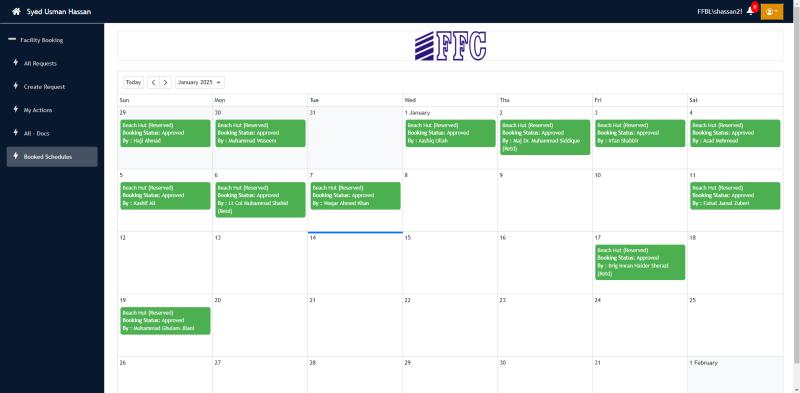 Syed Usman Hassan
FFBL\shassan2!
Facility Booking
All Requests
Create Request
My Actions
All - Docs
Booked Schedules
FFC
Today
January 2025
Sun Mon Tue Wed Thu Fri Sat
29 30 31 1 January 2 3 4
Beach Hut (Reserved)
Booking Status: Approved
By : Haji Ahmad
Beach Hut (Reserved)
Booking Status: Approved
By : Muhammad Waseem
Beach Hut (Reserved)
Booking Status: Approved
By : Aashiq Ullah
Beach Hut (Reserved)
Booking Status: Approved
By : Maj Dr. Muhammad Siddique
(Retd)
Beach Hut (Reserved)
Booking Status: Approved
By : Irfan Shabbir
Beach Hut (Reserved)
Booking Status: Approved
By : Asad Mehmood
5 6 7 8 9 10 11
Beach Hut (Reserved)
Booking Status: Approved
By : Kashif Ali
Beach Hut (Reserved)
Booking Status: Approved
By : Lt Col Muhammad Shahid
(Retd)
Beach Hut (Reserved)
Booking Status: Approved
By : Waqar Ahmed Khan
Beach Hut (Reserved)
Booking Status: Approved
By : Faisal Jamal Zuberi
12 13 14 15 16 17 18
Beach Hut (Reserved)
Booking Status: Approved
By : Brig Imran Haider Sherazi
(Retd)
19 20 21 22 23 24 25
Beach Hut (Reserved)
Booking Status: Approved
By : Muhammad Ghulam Jilani
26 27 28 29 30 31 1 February